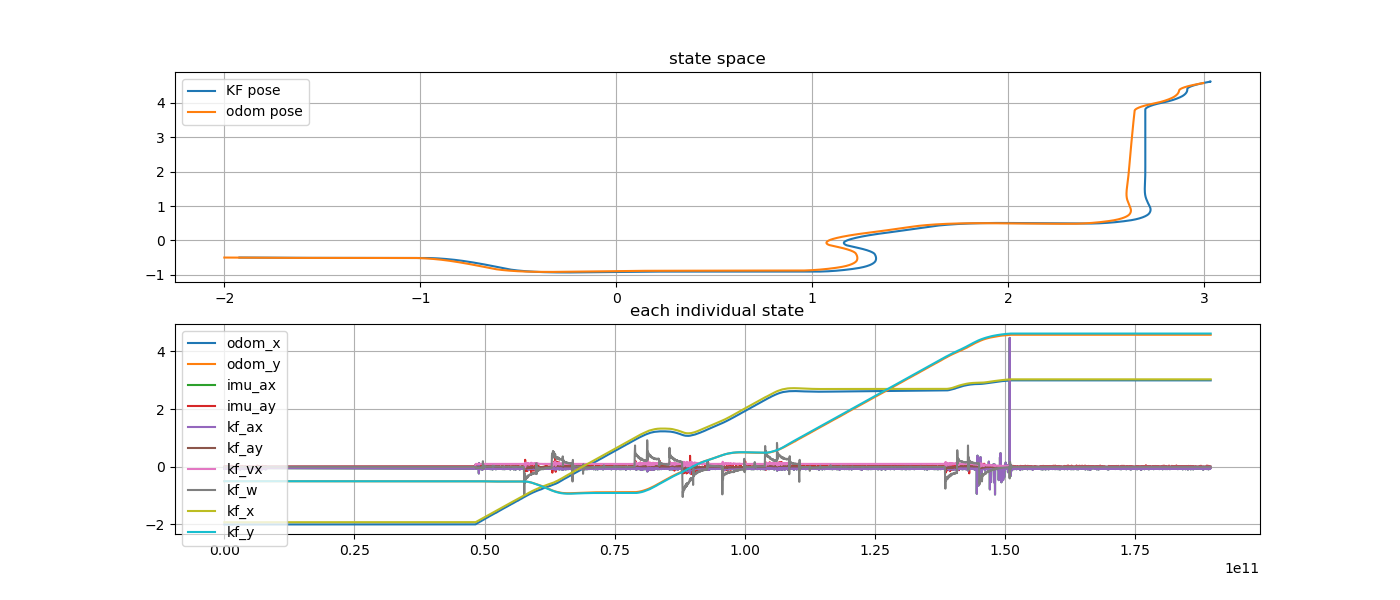 state space
KF pose
odom pose
4
3
2
1
0
−1
−2 −1 0 1 2 3
each individual state
odom_x
odom_y
imu_ax
imu_ay
kf_ax
kf_ay
kf_vx
kf_w
kf_x
kf_y
4
2
0
−2
0.00 0.25 0.50 0.75 1.00 1.25 1.50 1.75
1e11